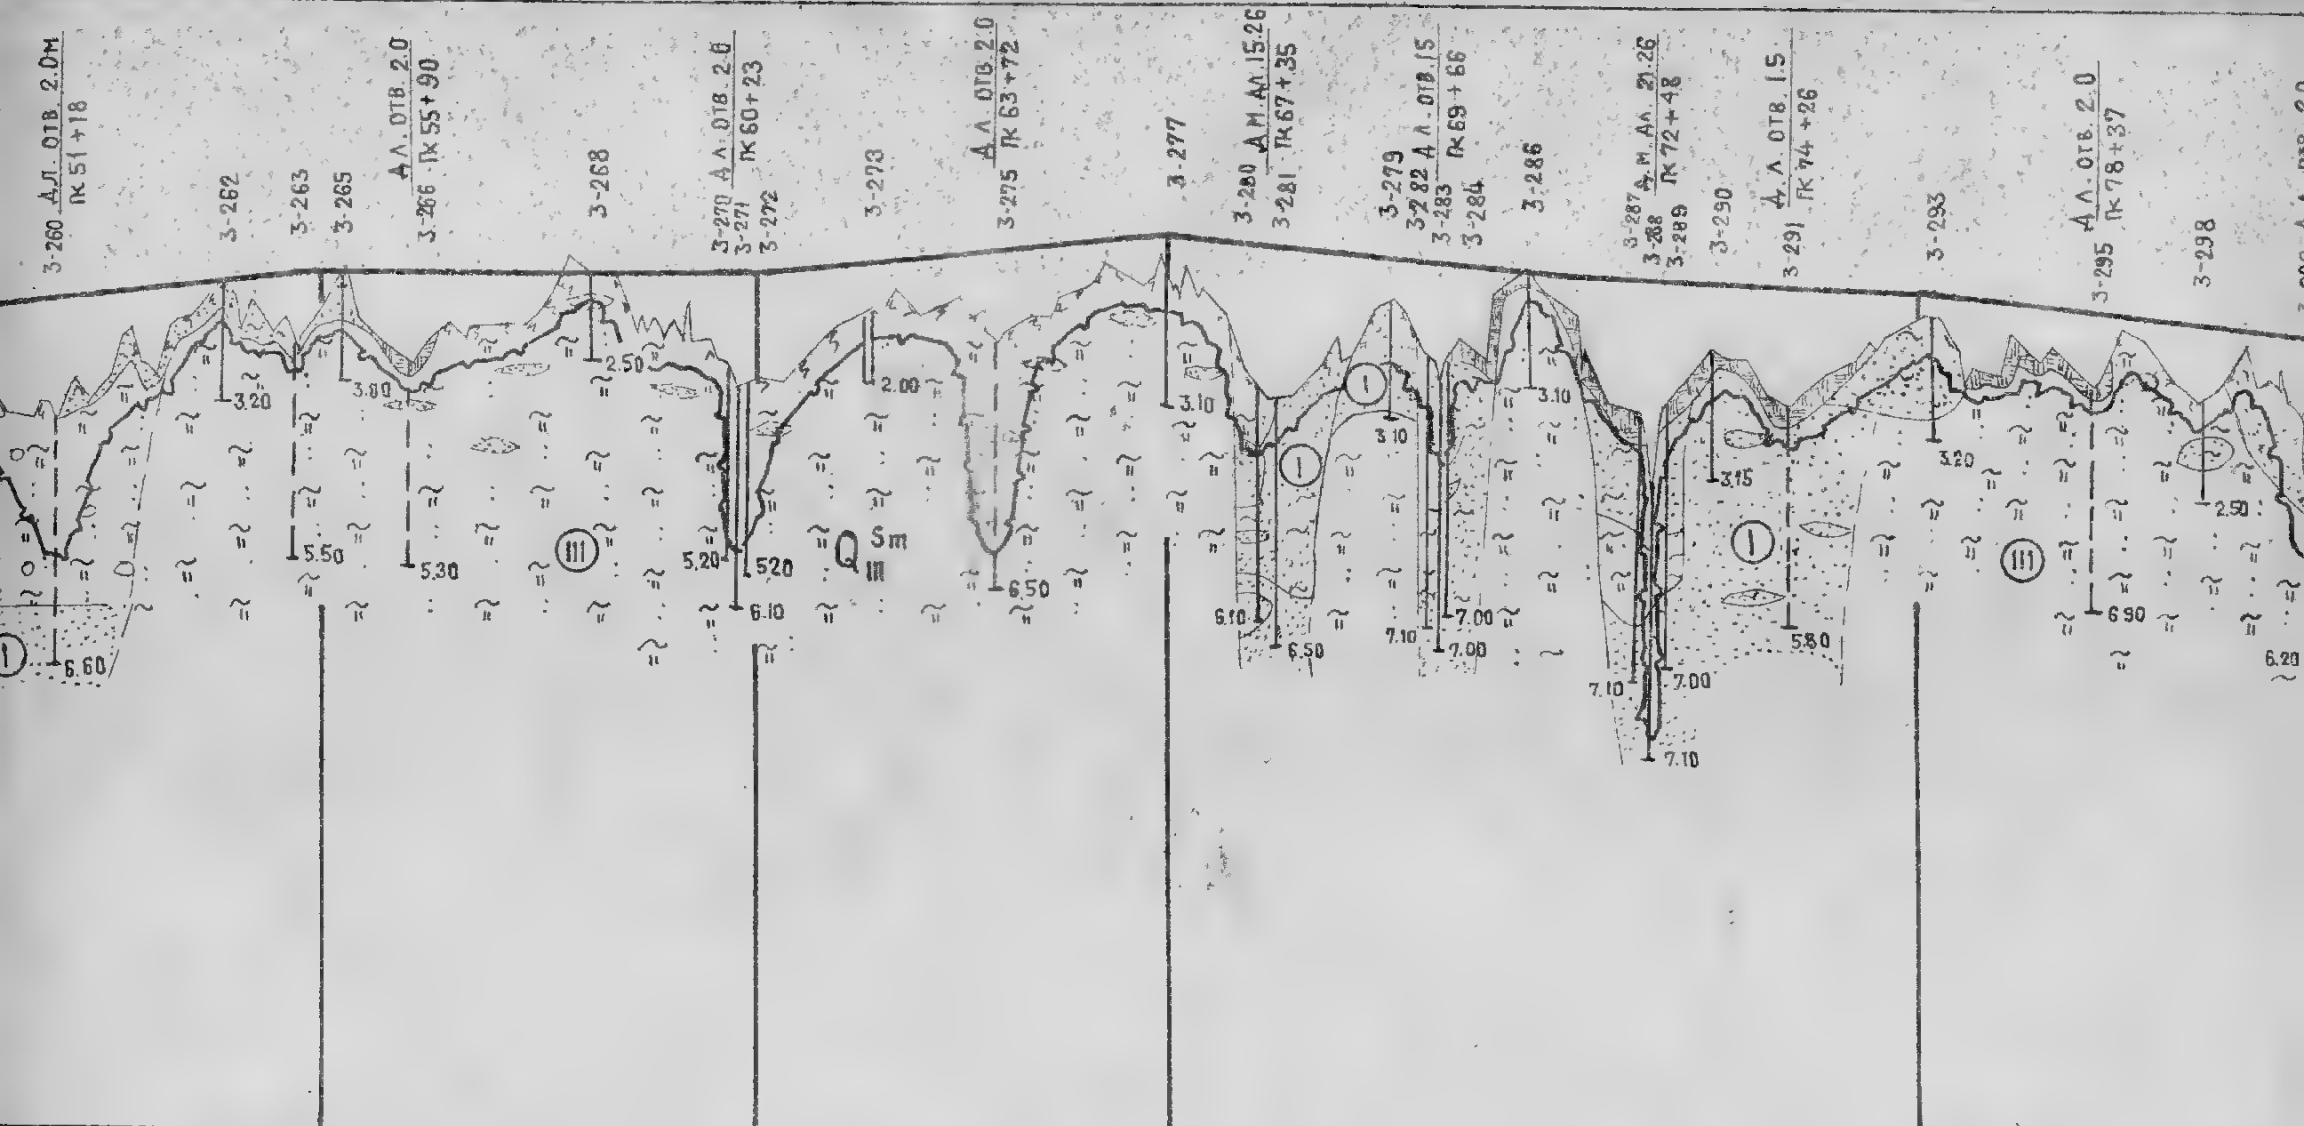 3-260 Д.Л. ОТВ. 2.0м
ПК 51+18
3-262
3-263
3-265
Д Л. ОТВ. 2.0
3-266 ПК 55+90
3-268
3-270 Д Л. ОТВ. 2.0
3-271 ПК 60+23
3-272
3-273
Д Л. ОТВ. 2.0
3-275 ПК 63+72
3-277
3-280 Д.М. Дл. 15.26
3-281 ПК 67+35
3-279
3-282 Д Л. ОТВ. 1.5
3-283 ПК 69+66
3-284
3-286
3-287 Д.М. Дл. 21.26
3-288 ПК 72+48
3-289
3-290
Д. Л ОТВ. 1.5
3-291 ПК 74+26
3-293
3-295 Д Л. ОТВ. 2.0
ПК 78+37
3-298
3.20
3.80
2.50
2.00
3.10
3.10
3.10
3.15
3.20
2.50
5.50
5.30
III
5.20
5.20
6.10
Q Sm
III
6.50
I
I
6.10
6.50
7.10
7.00
7.00
7.10
7.00
7.10
I
5.80
III
6.90
6.20
I
6.60